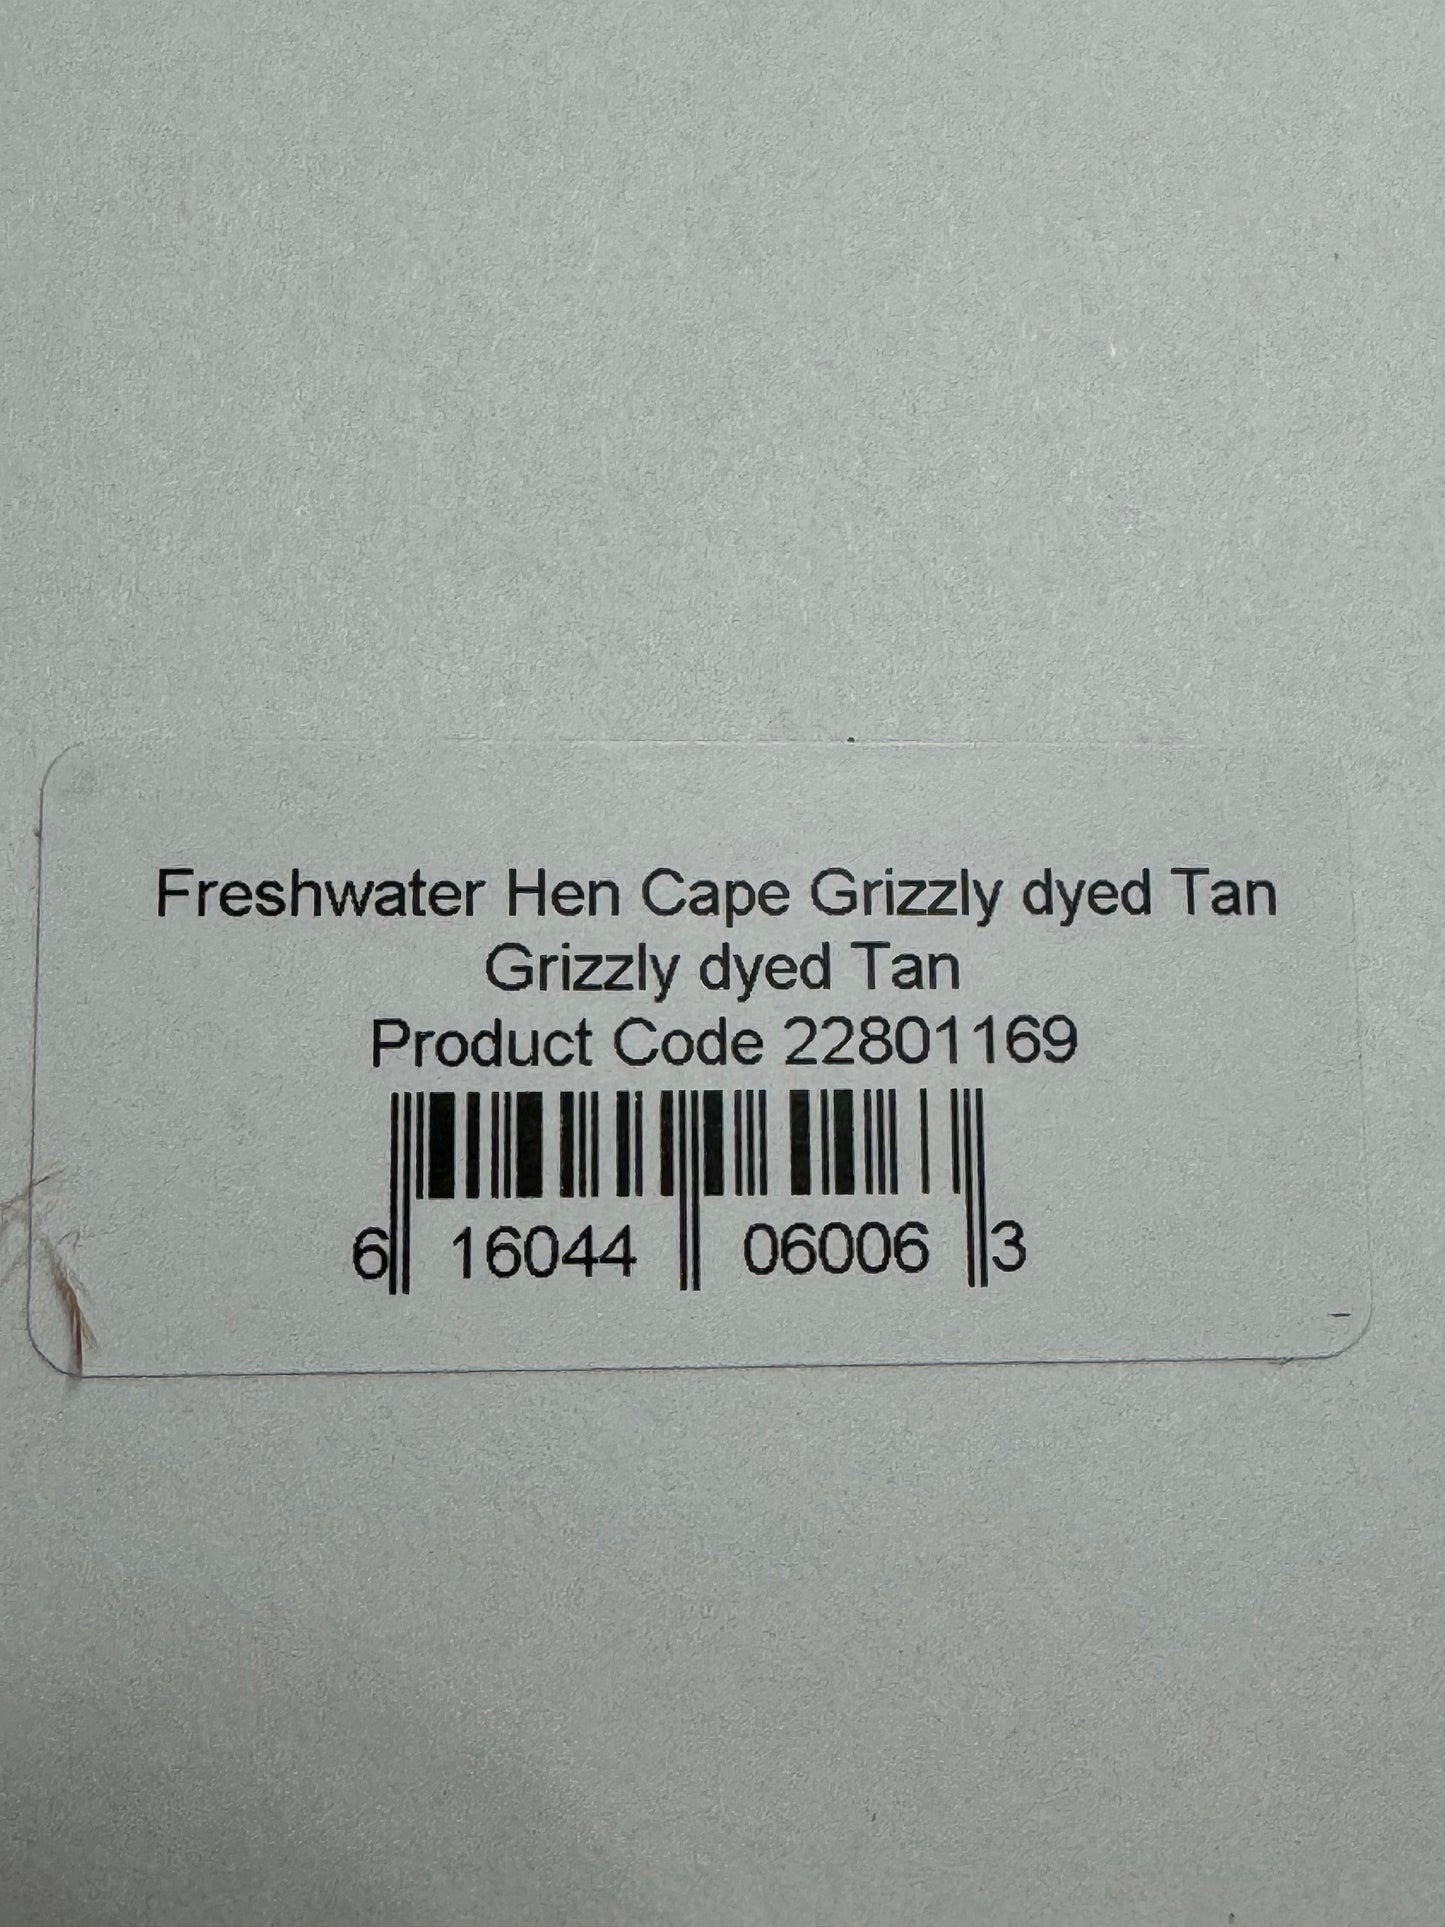 Freshwater Hen Cape Grizzly dyed Tan
Grizzly dyed Tan
Product Code 22801169
6 16044 06006 3